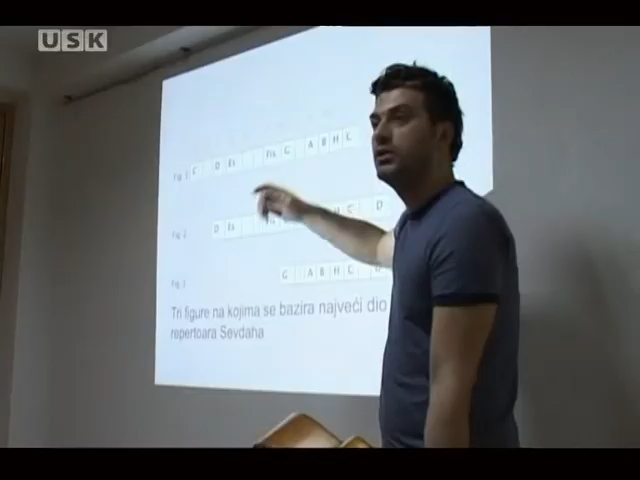 USK
Fig. 1 C D Es Fis G A B H C
Fig. 2 D Es C D
Fig. 3 G A B H C D
Tri figure na kojima se bazira najveći dio
repertoara Sevdaha